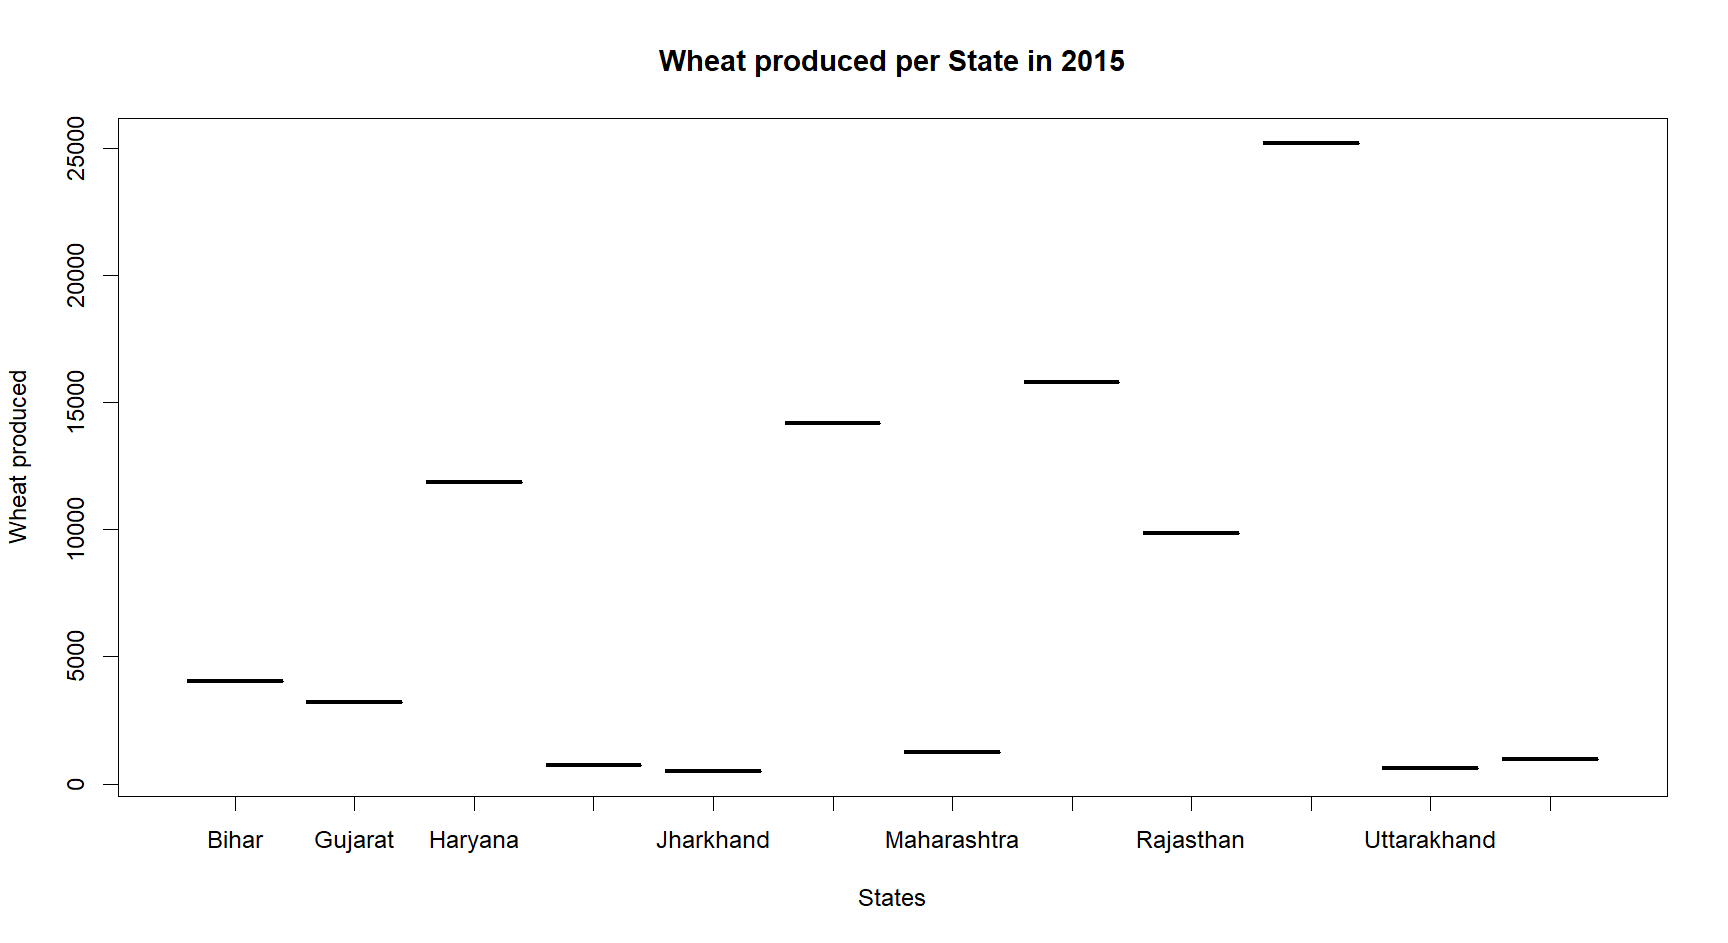 Wheat produced per State in 2015
Wheat produced
25000
20000
15000
10000
5000
0
Bihar Gujarat Haryana Jharkhand Maharashtra Rajasthan Uttarakhand
States